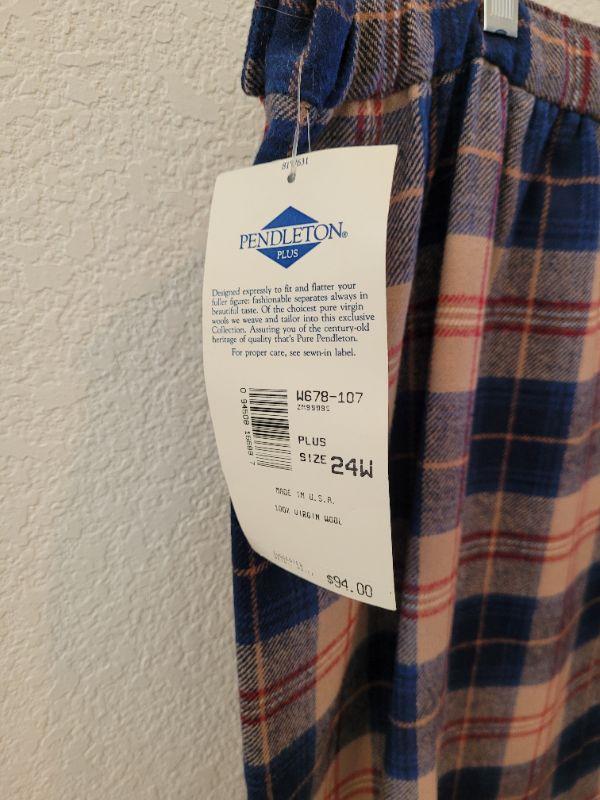 PENDLETON®
PLUS
Designed expressly to fit and flatter your
fuller figure: fashionable separates always in
beautiful taste. Of the choicest pure virgin
wools we weave and tailor into this exclusive
Collection. Assuring you of the century-old
heritage of quality that's Pure Pendleton.
For proper care, see sewn-in label.
W678-107
PLUS
SIZE 24W
MADE IN U.S.A.
100% VIRGIN WOOL
$94.00